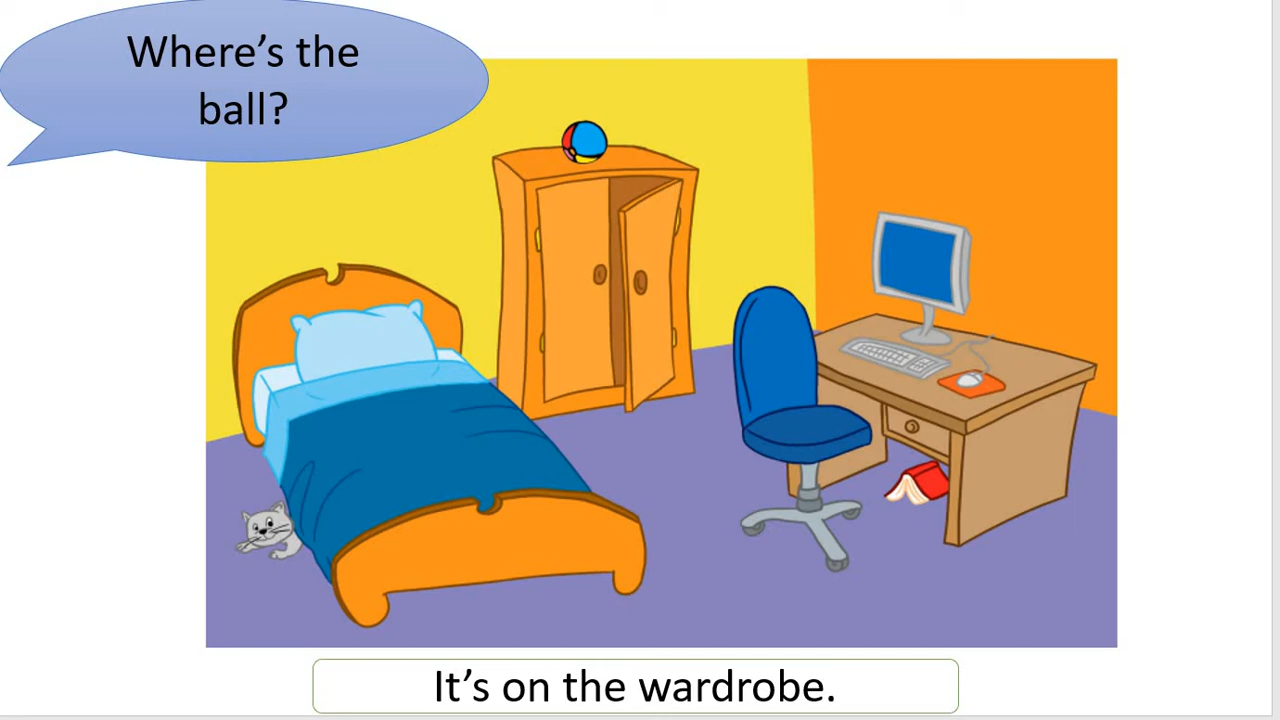 Where’s the
ball?
It’s on the wardrobe.